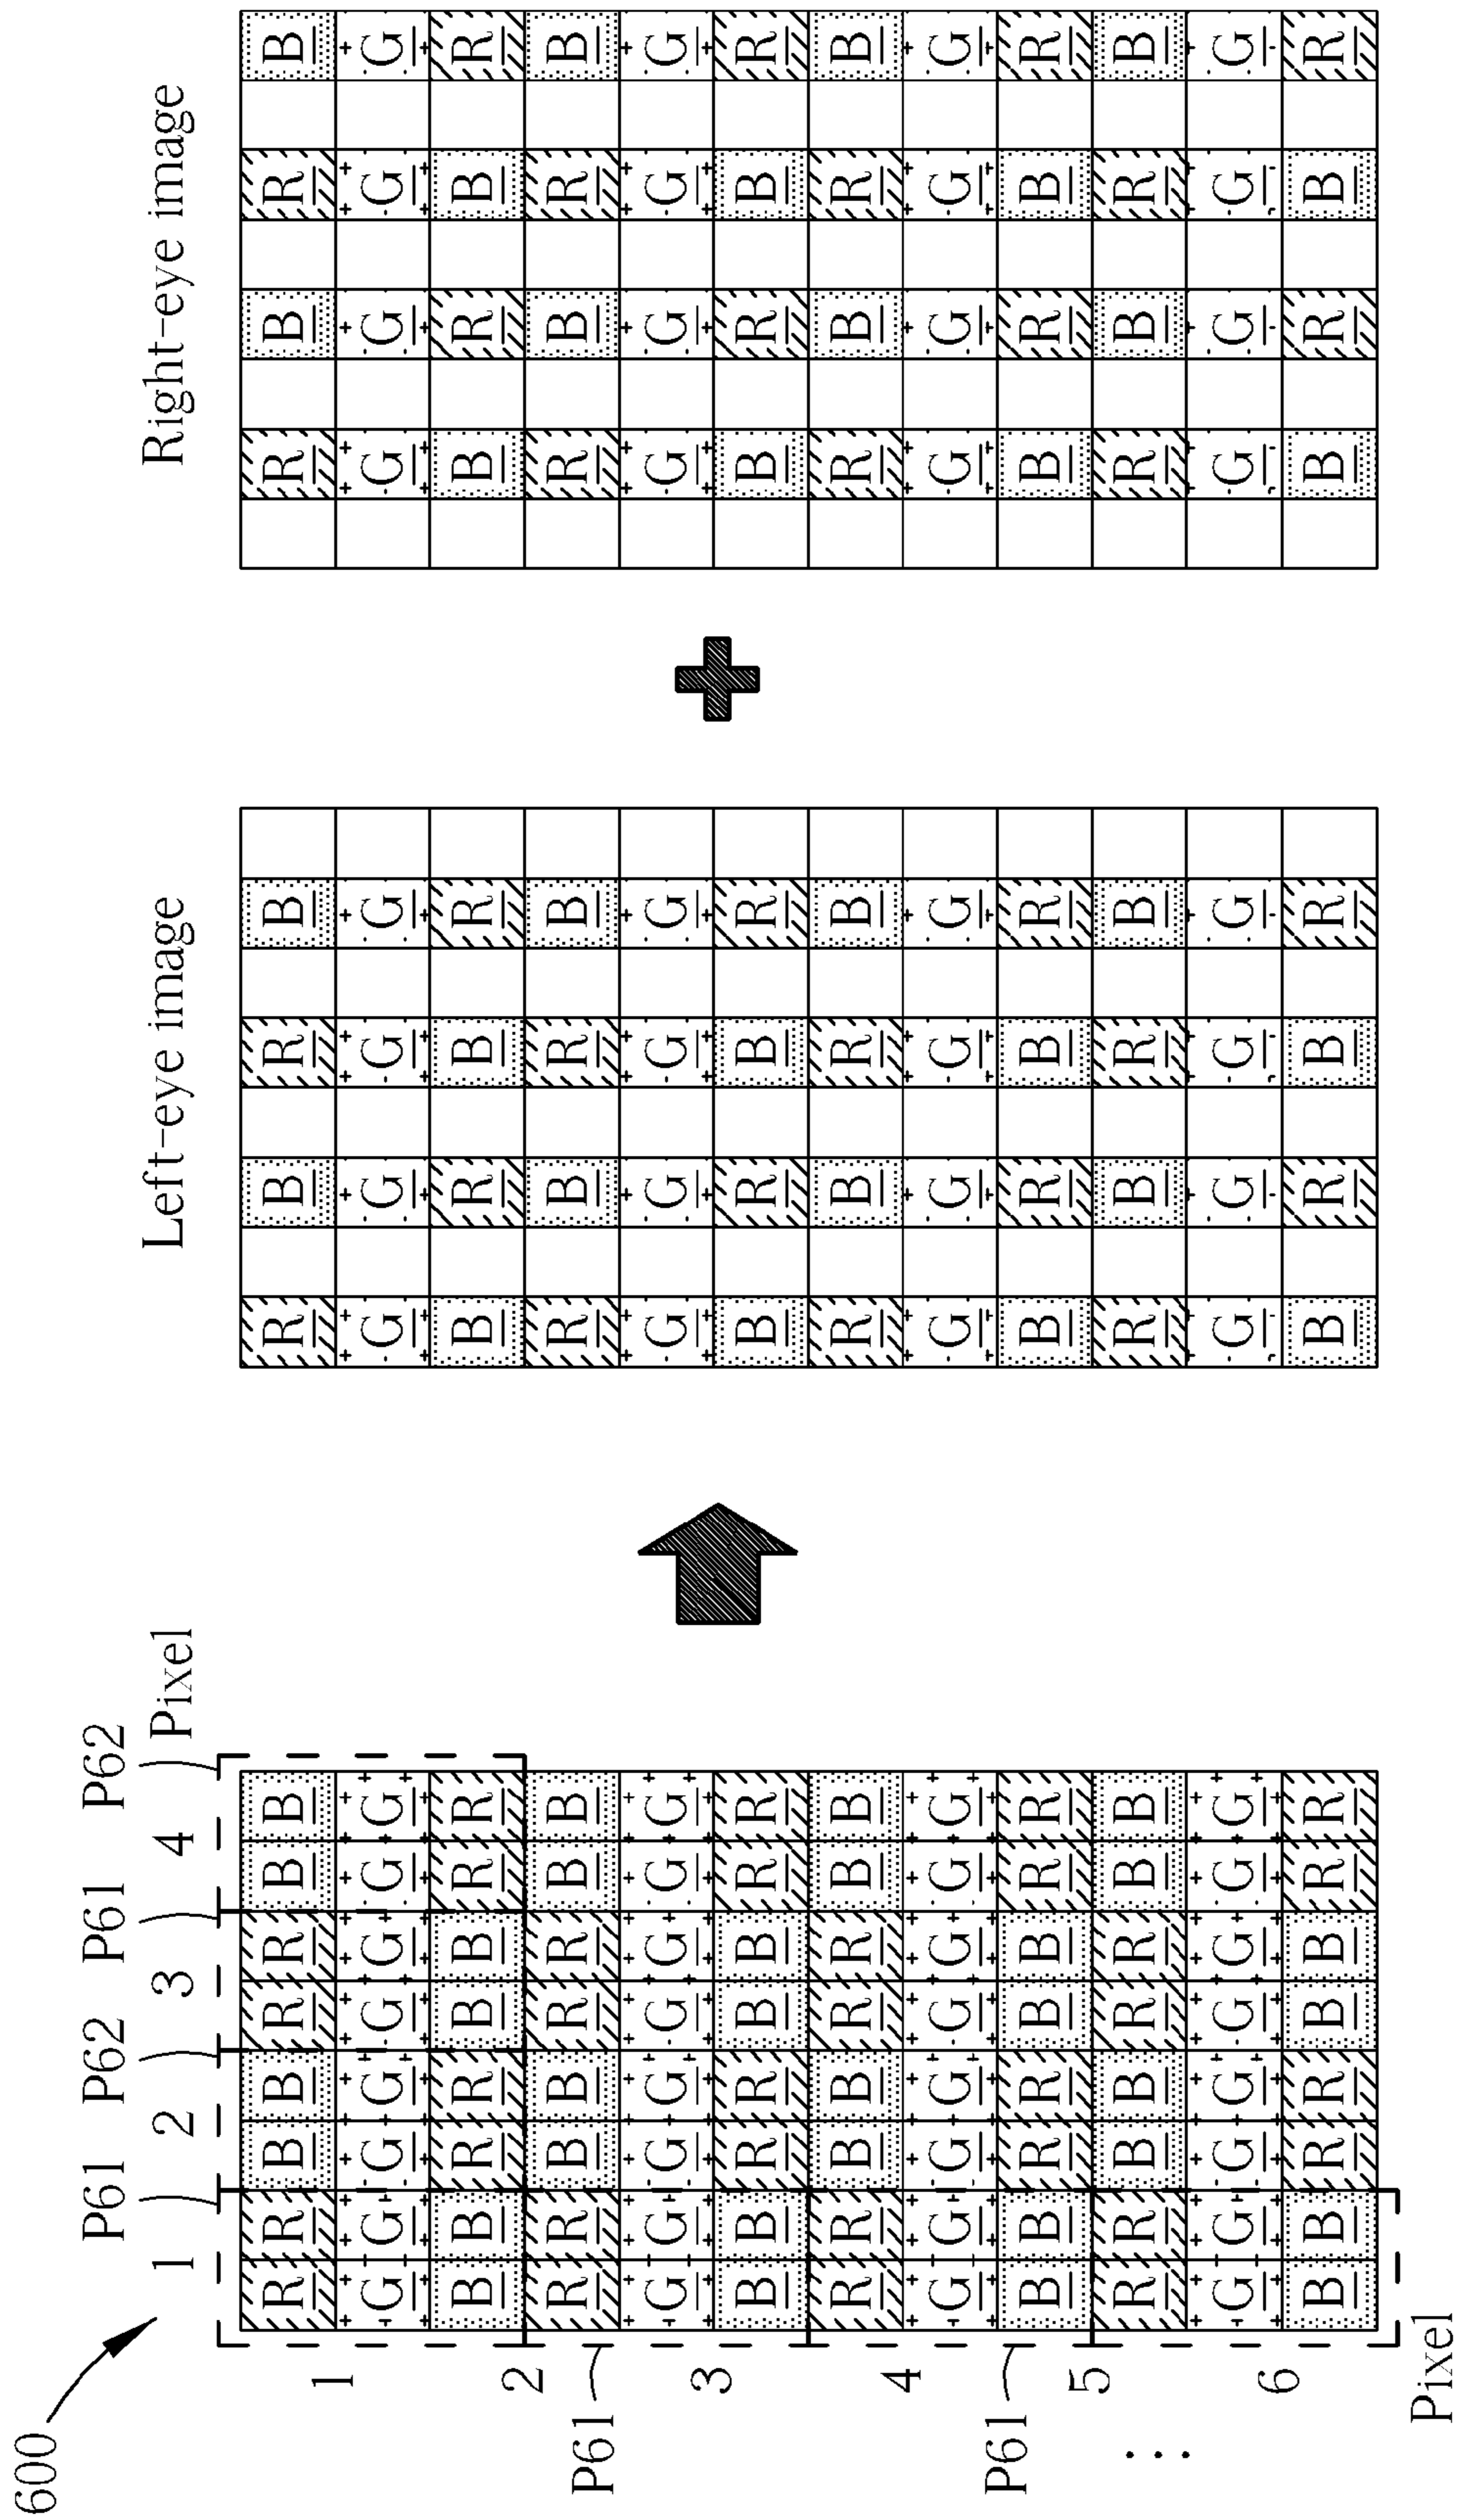 600
P61 P62 P61 P62
1 2 3 4 Pixel
Left-eye image
Right-eye image
R R B B R R B B R B R B R B R B
1
G G G G G G G G G G G G G G G G
B B R R B B R R B R B R B R B R
2
R R B B R R B B R B R B R B R B
P61
G G G G G G G G G G G G G G G G
3
B B R R B B R R B R B R B R B R
R R B B R R B B R B R B R B R B
4
G G G G G G G G G G G G G G G G
P61
B B R R B B R R B R B R B R B R
5
R R B B R R B B R B R B R B R B
...
G G G G G G G G G G G G G G G G
6
B B R R B B R R B R B R B R B R
Pixel